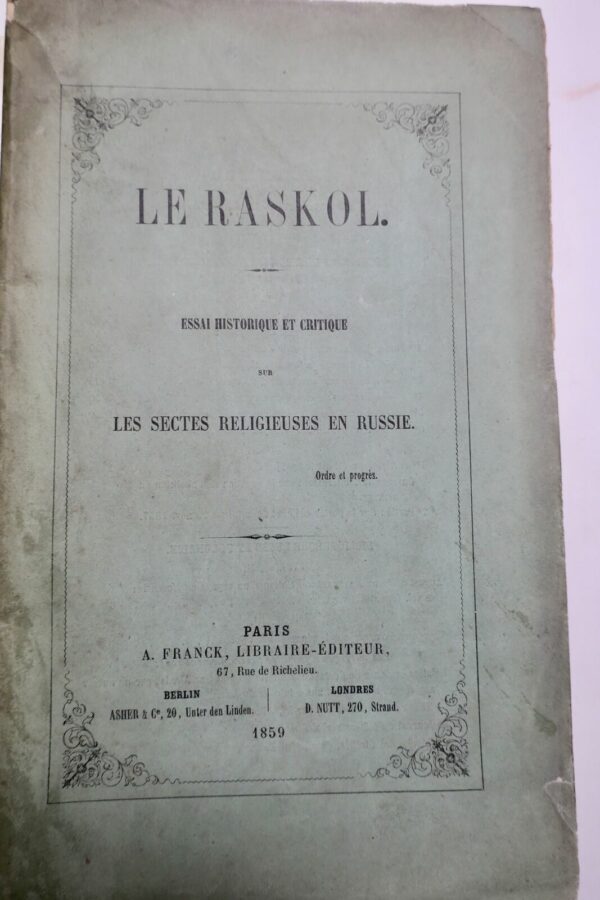 LE RASKOL.
ESSAI HISTORIQUE ET CRITIQUE
SUR
LES SECTES RELIGIEUSES EN RUSSIE.
Ordre et progrès.
PARIS
A. FRANCK, LIBRAIRE-ÉDITEUR,
67, Rue de Richelieu.
BERLIN
ASHER & Cᵉ, 20, Unter den Linden.
LONDRES
D. NUTT, 270, Strand.
1859